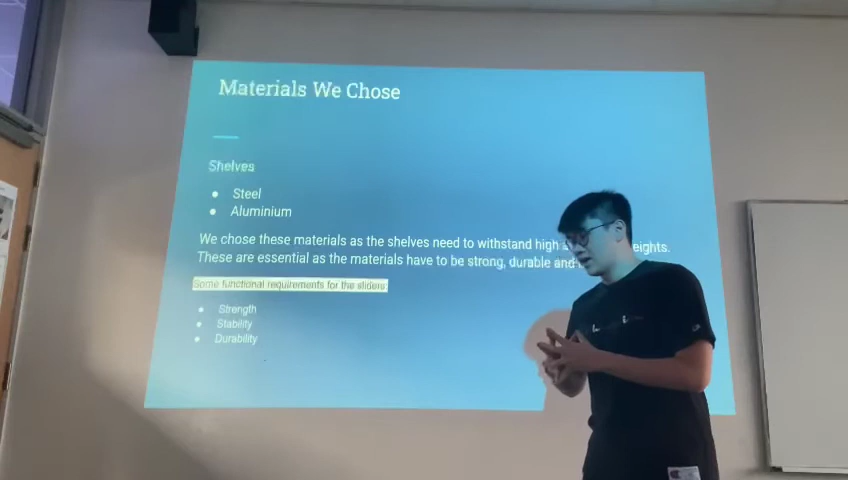 Materials We Chose
Shelves
● Steel
● Aluminium
We chose these materials as the shelves need to withstand high eights.
These are essential as the materials have to be strong, durable and
Some functional requirements for the sliders:
● Strength
● Stability
● Durability